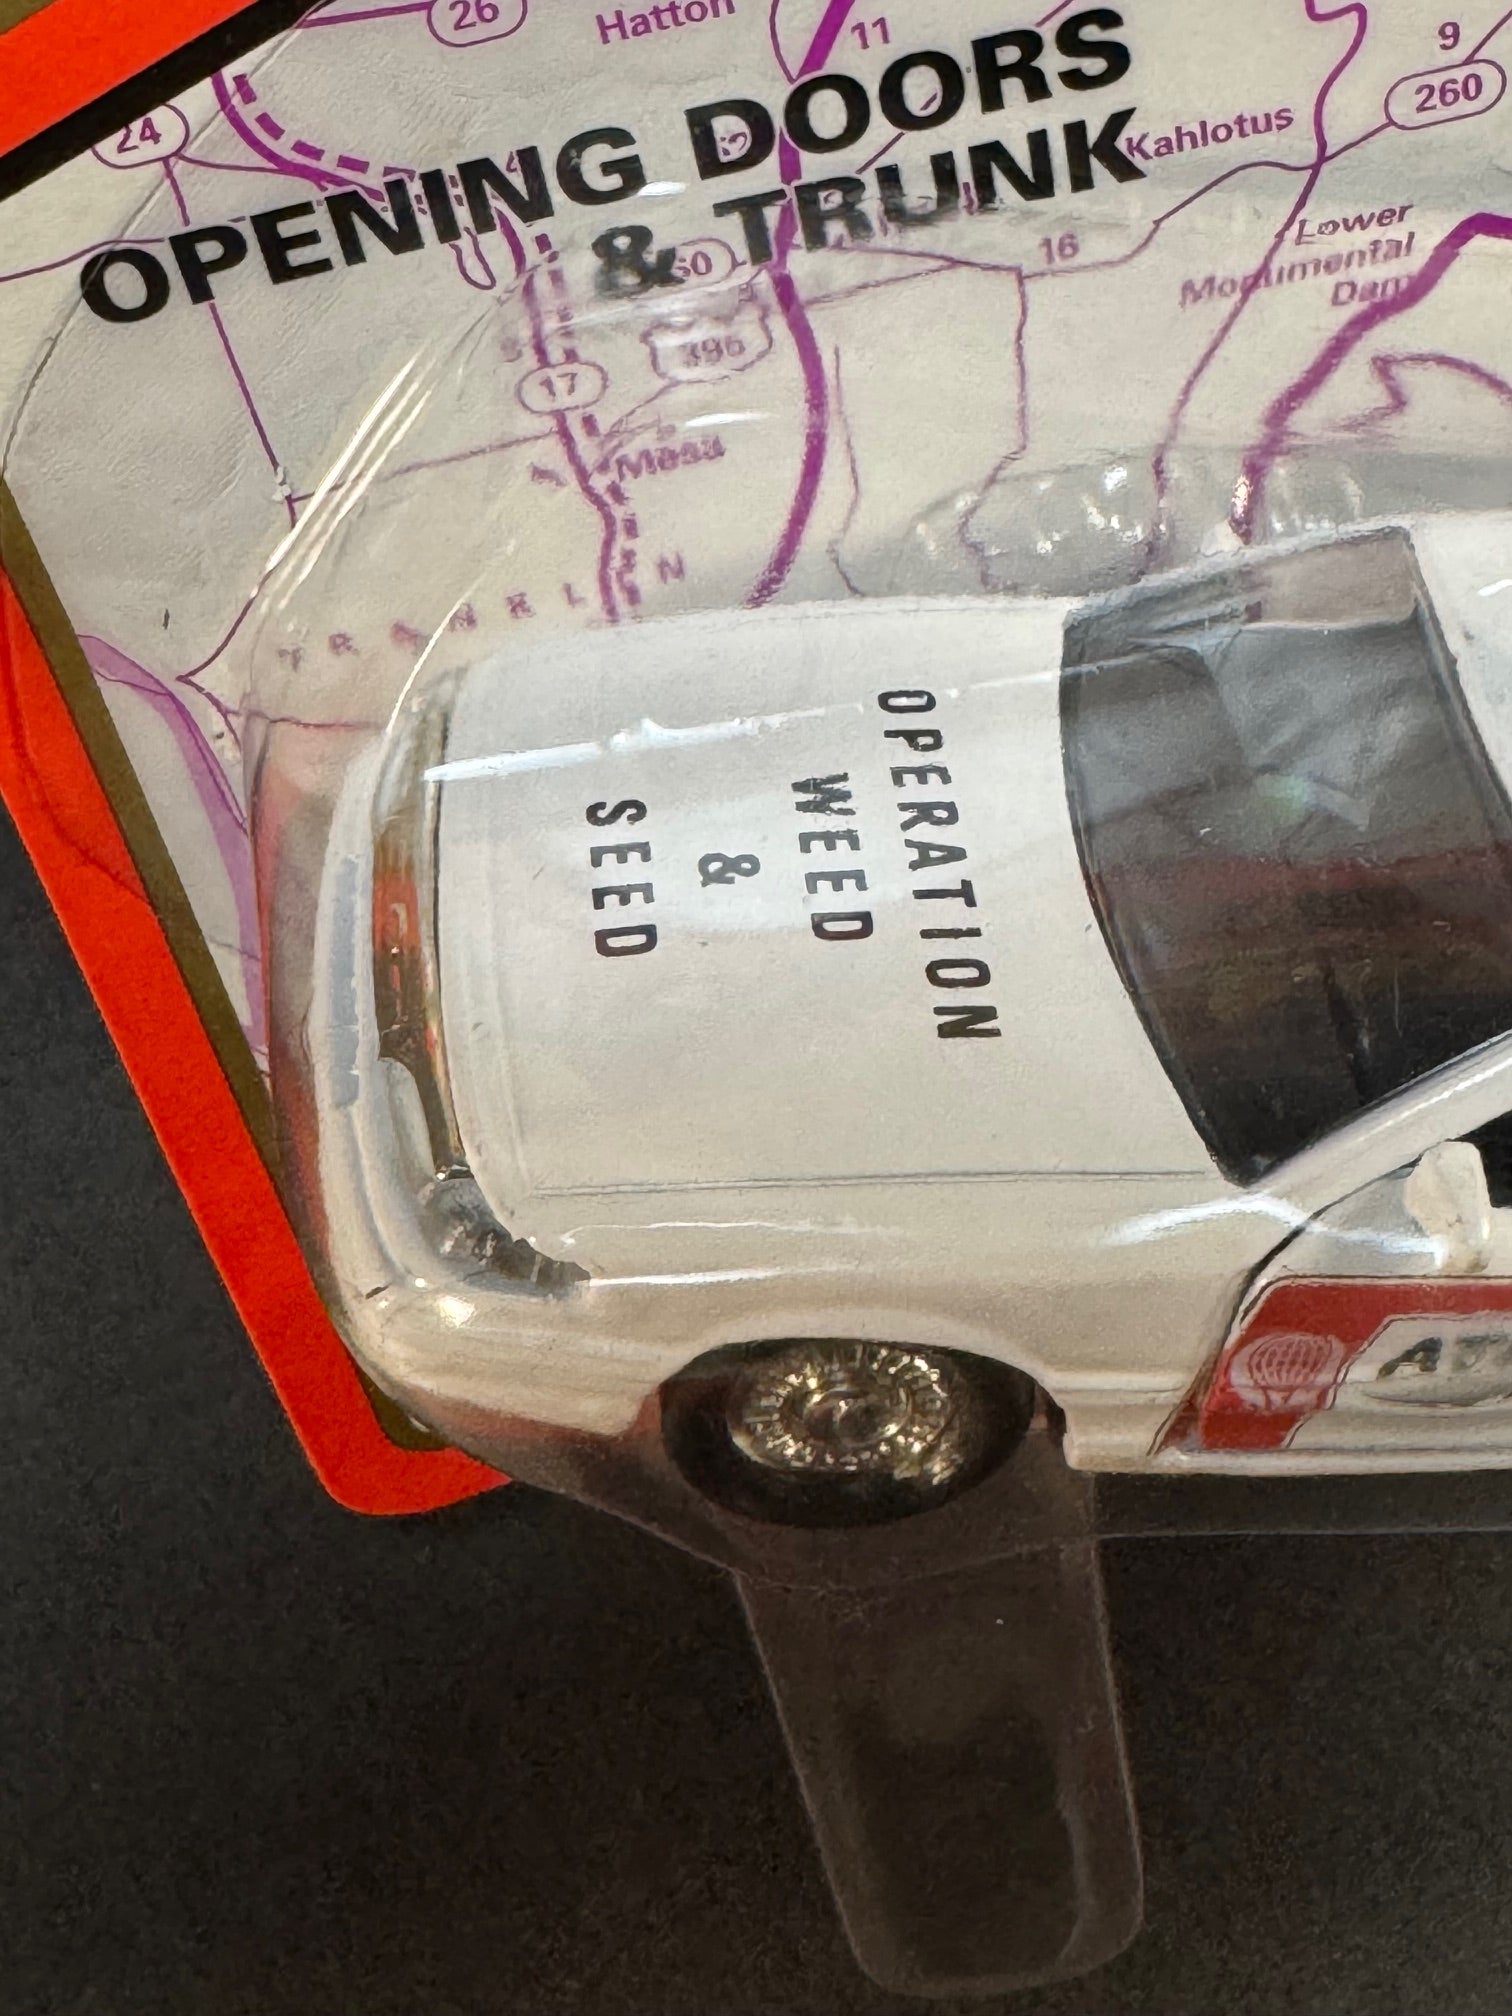 26
Hatton
11
9
260
24
OPENING DOORS
& TRUNK
Kahlotus
Lower
Monumental
Dam
16
395
17
Mesa
F R A N K L I N
OPERATION
WEED
&
SEED